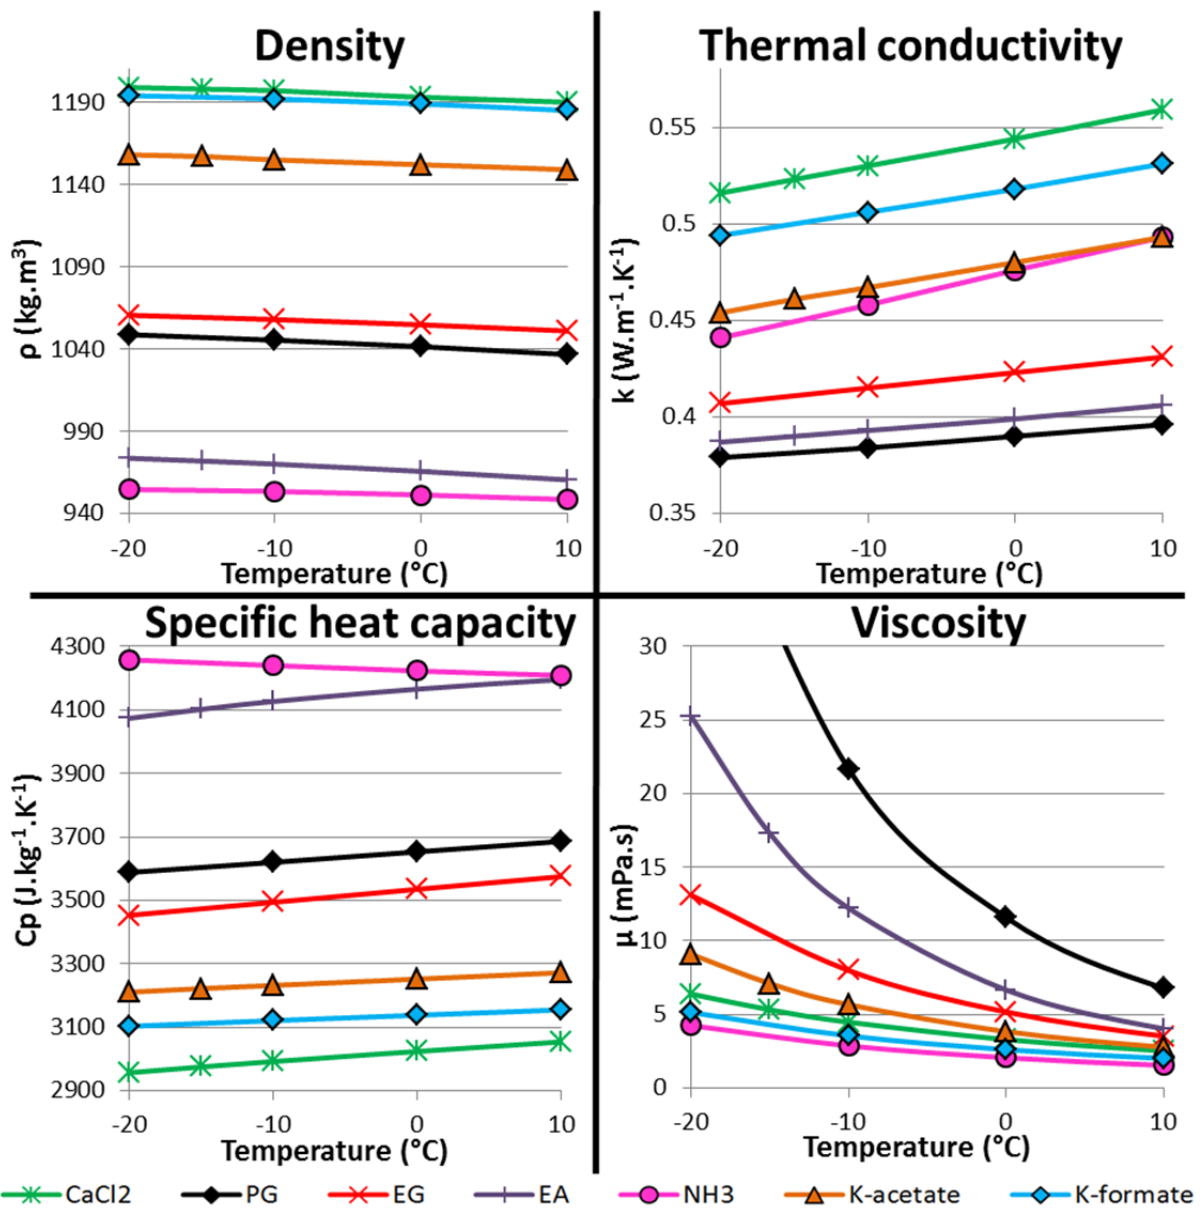 Density
1190
1140
1090
1040
990
940
ρ (kg.m³)
-20 -10 0 10
Temperature (°C)
Thermal conductivity
0.55
0.5
0.45
0.4
0.35
k (W.m⁻¹.K⁻¹)
-20 -10 0 10
Temperature (°C)
Specific heat capacity
4300
4100
3900
3700
3500
3300
3100
2900
Cp (J.kg⁻¹.K⁻¹)
-20 -10 0 10
Temperature (°C)
Viscosity
30
25
20
15
10
5
0
μ (mPa.s)
-20 -10 0 10
Temperature (°C)
CaCl2 PG EG EA NH3 K-acetate K-formate